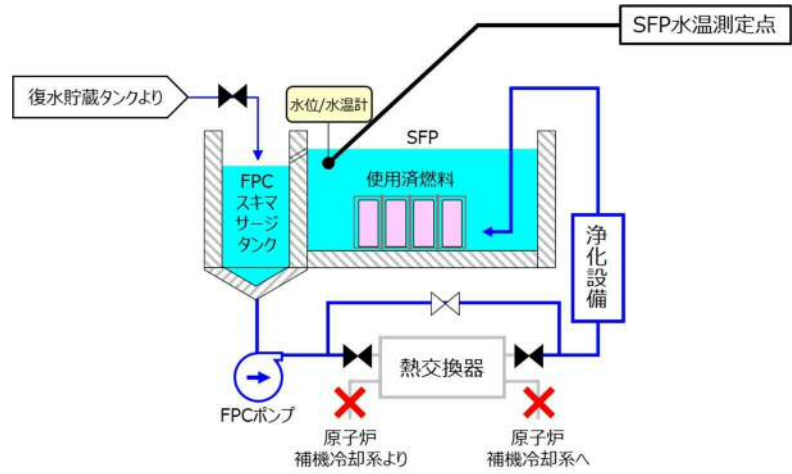 SFP水温測定点
復水貯蔵タンクより
水位/水温計
SFP
FPC
スキマ
サージ
タンク
使用済燃料
浄化設備
熱交換器
FPCポンプ
原子炉
補機冷却系より
原子炉
補機冷却系へ